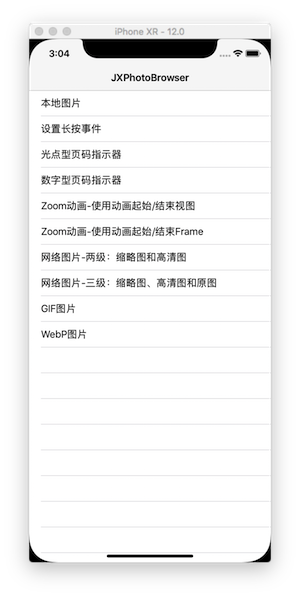 iPhone XR - 12.0
3:04
JXPhotoBrowser
本地图片
设置长按事件
光点型页码指示器
数字型页码指示器
Zoom动画-使用动画起始/结束视图
Zoom动画-使用动画起始/结束Frame
网络图片-两级：缩略图和高清图
网络图片-三级：缩略图、高清图和原图
GIF图片
WebP图片